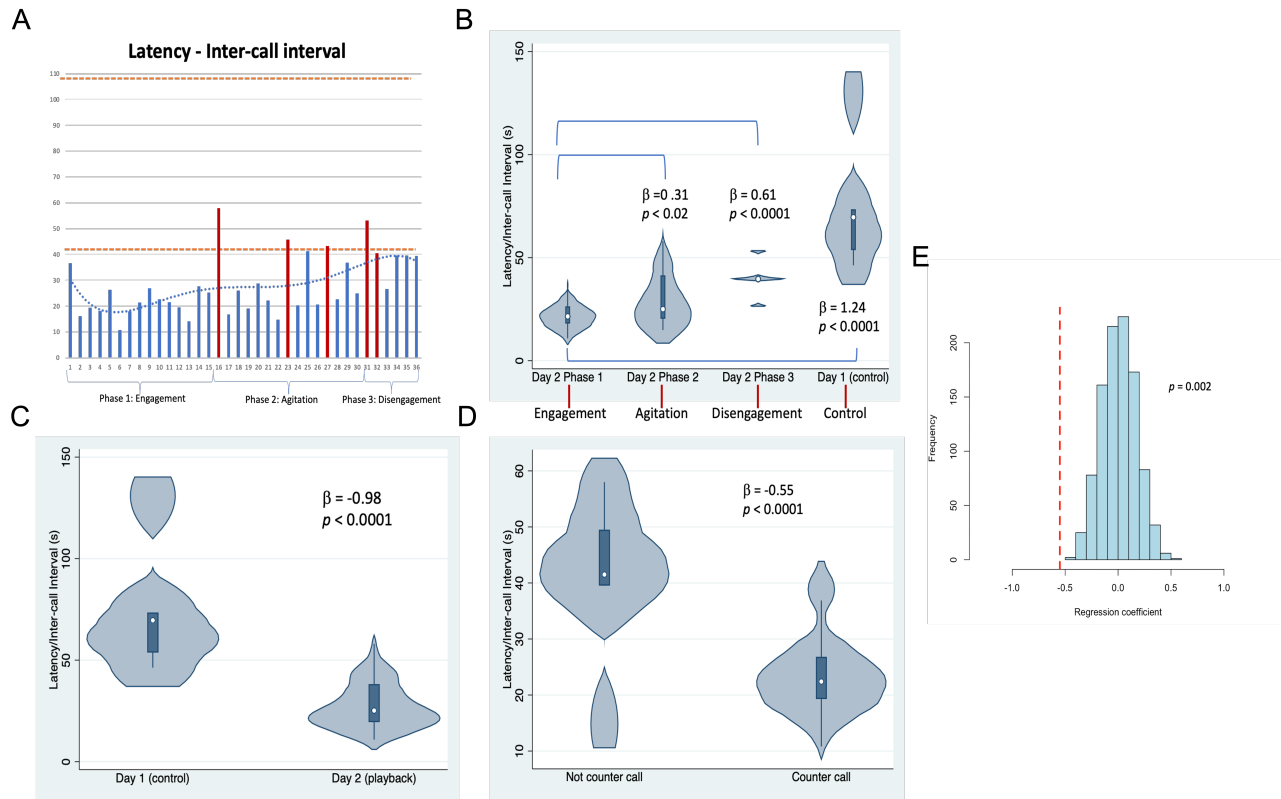 A
Latency - Inter-call interval
110
100
90
80
70
60
50
40
30
20
10
0
1 2 3 4 5 6 7 8 9 10 11 12 13 14 15 16 17 18 19 20 21 22 23 24 25 26 27 28 29 30 31 32 33 34 35 36
Phase 1: Engagement Phase 2: Agitation Phase 3: Disengagement
B
Latency/Inter-call Interval (s)
150
100
50
0
β =0 .31
p < 0.02
β = 0.61
p < 0.0001
β = 1.24
p < 0.0001
Day 2 Phase 1 Day 2 Phase 2 Day 2 Phase 3 Day 1 (control)
Engagement Agitation Disengagement Control
C
Latency/Inter-call Interval (s)
150
100
50
0
β = -0.98
p < 0.0001
Day 1 (control) Day 2 (playback)
D
Latency/Inter-call Interval (s)
60
50
40
30
20
10
β = -0.55
p < 0.0001
Not counter call Counter call
E
Frequency
200
150
100
50
0
p = 0.002
-1.0 -0.5 0.0 0.5 1.0
Regression coefficient